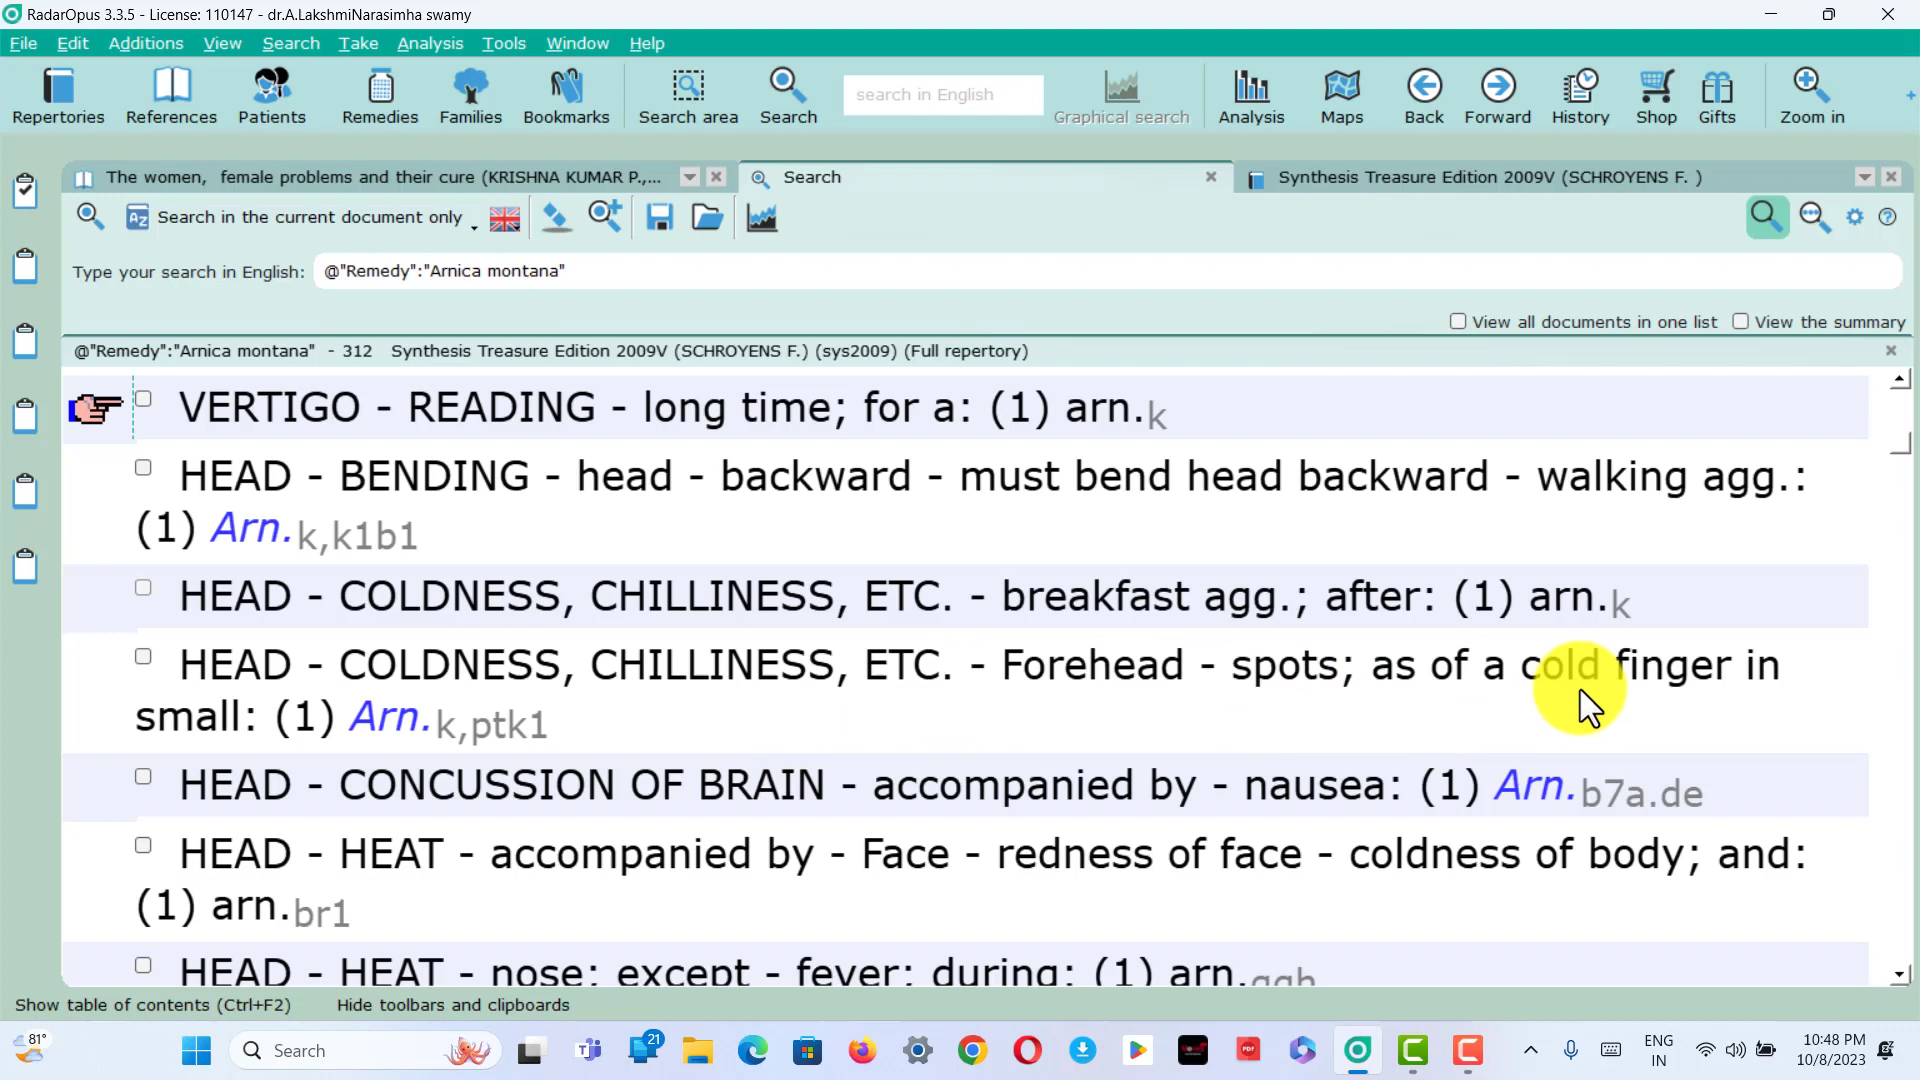 RadarOpus 3.3.5 - License: 110147 - dr.A.LakshmiNarasimha swamy
File Edit Additions View Search Take Analysis Tools Window Help
Repertories References Patients Remedies Families Bookmarks Search area Search search in English Graphical search Analysis Maps Back Forward History Shop Gifts Zoom in
The women, female problems and their cure (KRISHNA KUMAR P.,... Search Synthesis Treasure Edition 2009V (SCHROYENS F. )
Search in the current document only
Type your search in English: @"Remedy":"Arnica montana"
View all documents in one list View the summary
@"Remedy":"Arnica montana" - 312 Synthesis Treasure Edition 2009V (SCHROYENS F.) (sys2009) (Full repertory)
VERTIGO - READING - long time; for a: (1) arn.k
HEAD - BENDING - head - backward - must bend head backward - walking agg.:
(1) Arn.k,k1b1
HEAD - COLDNESS, CHILLINESS, ETC. - breakfast agg.; after: (1) arn.k
HEAD - COLDNESS, CHILLINESS, ETC. - Forehead - spots; as of a cold finger in
small: (1) Arn.k,ptk1
HEAD - CONCUSSION OF BRAIN - accompanied by - nausea: (1) Arn.b7a.de
HEAD - HEAT - accompanied by - Face - redness of face - coldness of body; and:
(1) arn.br1
HEAD - HEAT - nose; except - fever; during: (1) arn.
Show table of contents (Ctrl+F2) Hide toolbars and clipboards
81° Search 21 ENG 10:48 PM
IN 10/8/2023